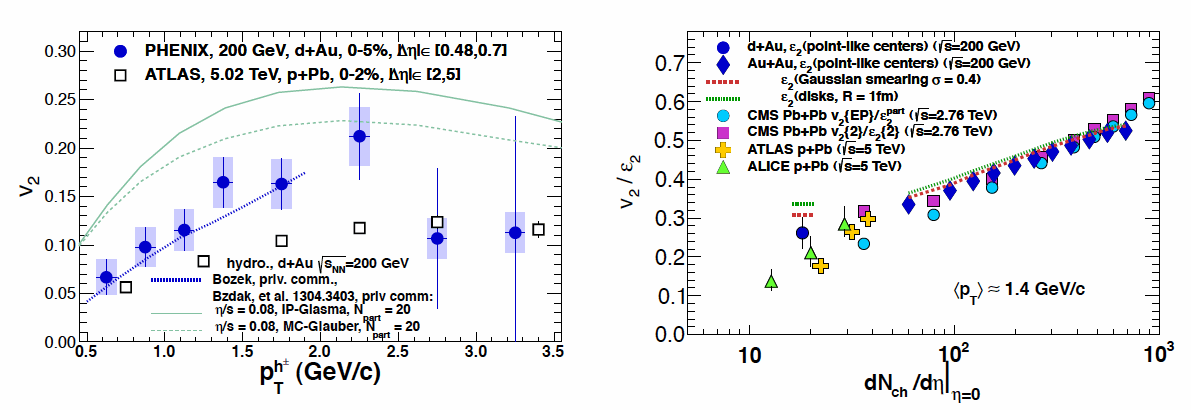 0.30
0.25
0.20
0.15
0.10
0.05
0.00
v2
PHENIX, 200 GeV, d+Au, 0-5%, |Δη|∈ [0.48,0.7]
ATLAS, 5.02 TeV, p+Pb, 0-2%, |Δη|∈ [2,5]
hydro., d+Au √sNN=200 GeV
Bozek, priv. comm.,
Bzdak, et al. 1304.3403, priv comm:
η/s = 0.08, IP-Glasma, Npart = 20
η/s = 0.08, MC-Glauber, Npart = 20
0.5 1.0 1.5 2.0 2.5 3.0 3.5
pT^h± (GeV/c)
0.7
0.6
0.5
0.4
0.3
0.2
0.1
0.0
v2 / ε2
d+Au, ε2(point-like centers) (√s=200 GeV)
Au+Au, ε2(point-like centers) (√s=200 GeV)
ε2(Gaussian smearing σ = 0.4)
ε2(disks, R = 1fm)
CMS Pb+Pb v2{EP}/ε2^part (√s=2.76 TeV)
CMS Pb+Pb v2{2}/ε2{2} (√s=2.76 TeV)
ATLAS p+Pb (√s=5 TeV)
ALICE p+Pb (√s=5 TeV)
⟨pT⟩ ≈ 1.4 GeV/c
10 10² 10³
dNch/dη|η=0